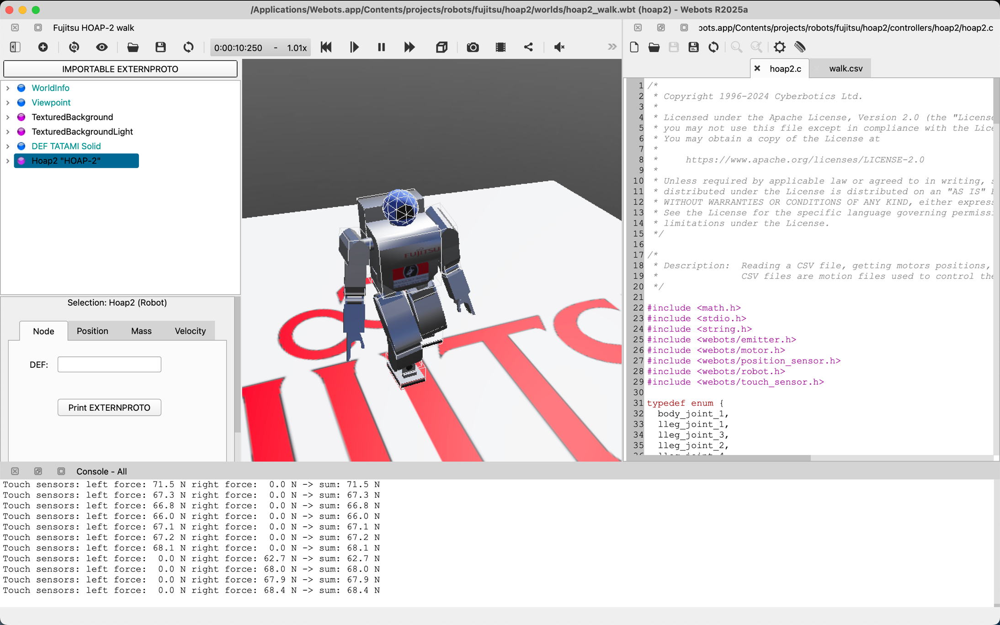 /Applications/Webots.app/Contents/projects/robots/fujitsu/hoap2/worlds/hoap2_walk.wbt (hoap2) - Webots R2025a
Fujitsu HOAP-2 walk
0:00:10:250 - 1.01x
IMPORTABLE EXTERNPROTO
WorldInfo
Viewpoint
TexturedBackground
TexturedBackgroundLight
DEF TATAMI Solid
Hoap2 "HOAP-2"
Selection: Hoap2 (Robot)
Node Position Mass Velocity
DEF:
Print EXTERNPROTO
FUJITSU
bots.app/Contents/projects/robots/fujitsu/hoap2/controllers/hoap2/hoap2.c
hoap2.c walk.csv
1 /*
2 * Copyright 1996-2024 Cyberbotics Ltd.
3 *
4 * Licensed under the Apache License, Version 2.0 (the "License
5 * you may not use this file except in compliance with the Lice
6 * You may obtain a copy of the License at
7 *
8 * https://www.apache.org/licenses/LICENSE-2.0
9 *
10 * Unless required by applicable law or agreed to in writing, s
11 * distributed under the License is distributed on an "AS IS" B
12 * WITHOUT WARRANTIES OR CONDITIONS OF ANY KIND, either expres
13 * See the License for the specific language governing permissi
14 * limitations under the License.
15 */
16
17 /*
18 * Description: Reading a CSV file, getting motors positions,
19 * CSV files are motion files used to control the
20 */
21
22 #include <math.h>
23 #include <stdio.h>
24 #include <string.h>
25 #include <webots/emitter.h>
26 #include <webots/motor.h>
27 #include <webots/position_sensor.h>
28 #include <webots/robot.h>
29 #include <webots/touch_sensor.h>
30
31 typedef enum {
32 body_joint_1,
33 lleg_joint_1,
34 lleg_joint_3,
35 lleg_joint_2,
Console - All
Touch sensors: left force: 71.5 N right force: 0.0 N -> sum: 71.5 N
Touch sensors: left force: 67.3 N right force: 0.0 N -> sum: 67.3 N
Touch sensors: left force: 66.8 N right force: 0.0 N -> sum: 66.8 N
Touch sensors: left force: 66.0 N right force: 0.0 N -> sum: 66.0 N
Touch sensors: left force: 67.1 N right force: 0.0 N -> sum: 67.1 N
Touch sensors: left force: 67.2 N right force: 0.0 N -> sum: 67.2 N
Touch sensors: left force: 68.1 N right force: 0.0 N -> sum: 68.1 N
Touch sensors: left force: 0.0 N right force: 62.7 N -> sum: 62.7 N
Touch sensors: left force: 0.0 N right force: 68.0 N -> sum: 68.0 N
Touch sensors: left force: 0.0 N right force: 67.9 N -> sum: 67.9 N
Touch sensors: left force: 0.0 N right force: 68.4 N -> sum: 68.4 N